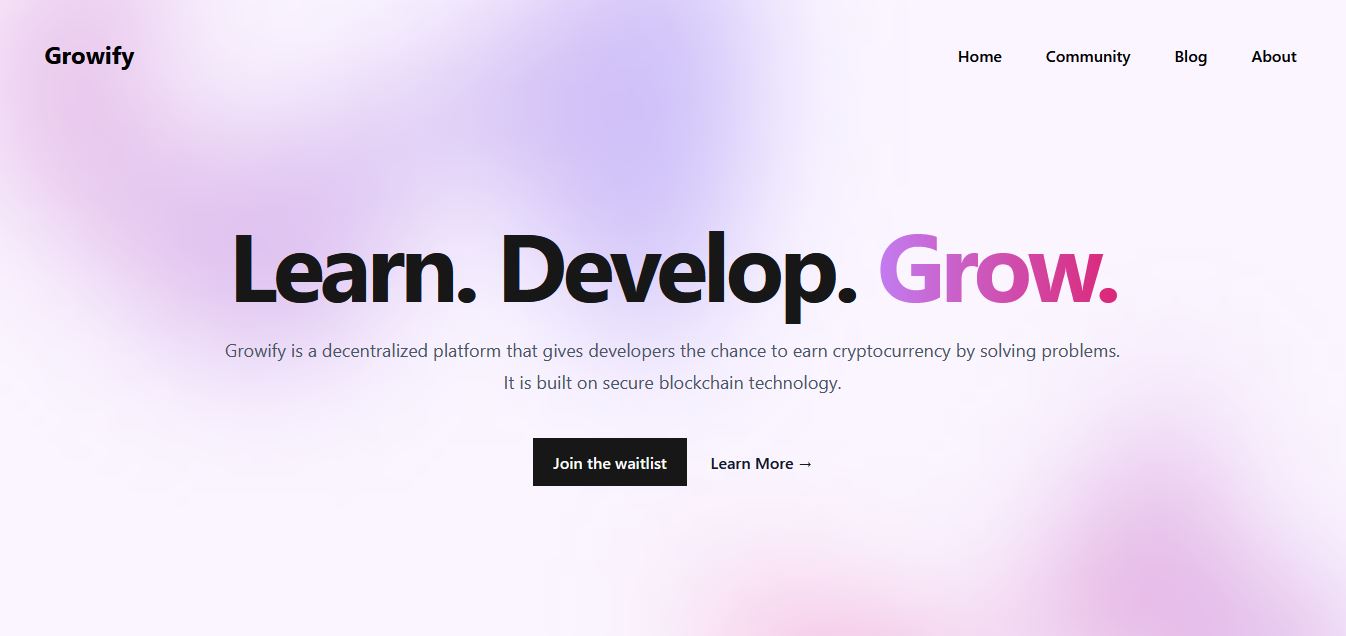 Growify
Home Community Blog About
Learn. Develop. Grow.
Growify is a decentralized platform that gives developers the chance to earn cryptocurrency by solving problems.
It is built on secure blockchain technology.
Join the waitlist
Learn More →